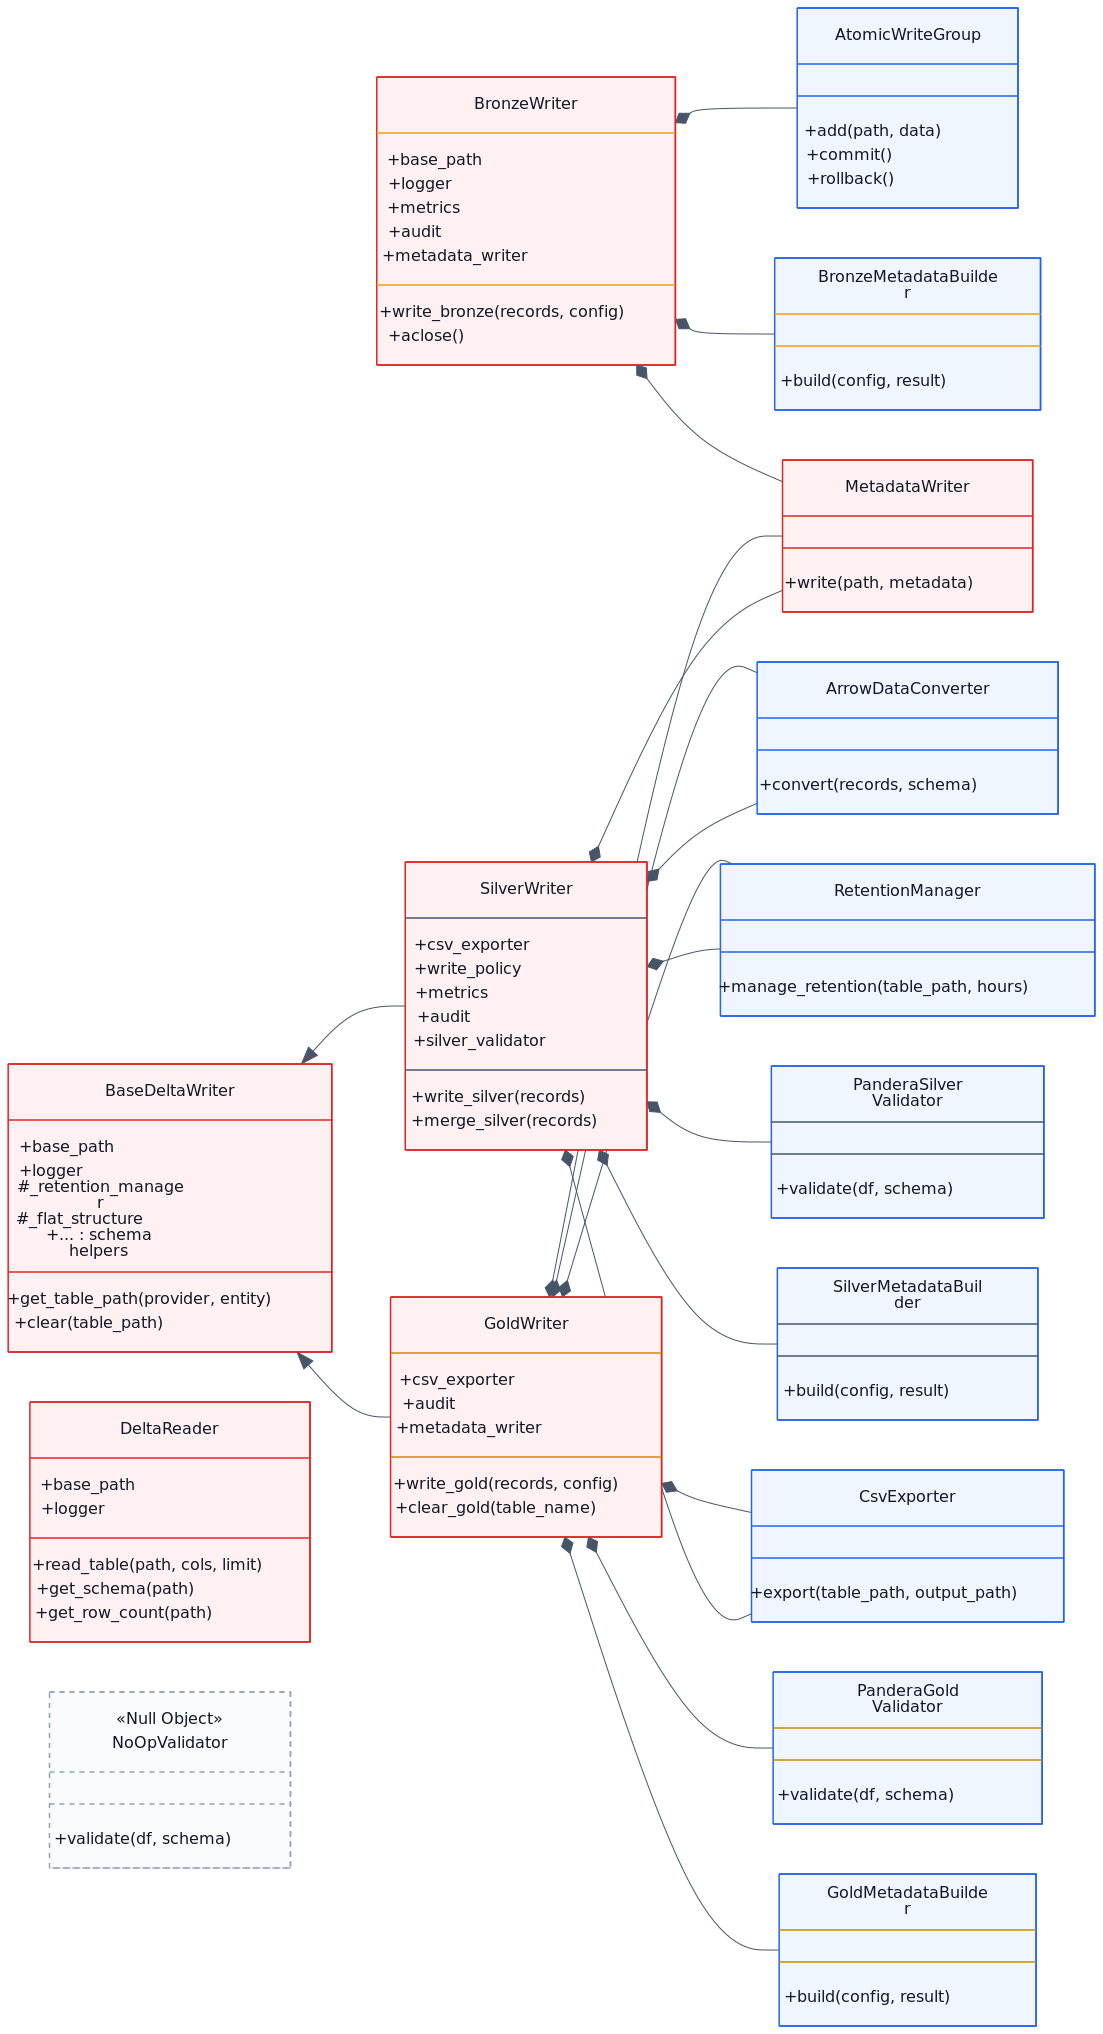 AtomicWriteGroup
+add(path, data)
+commit()
+rollback()
BronzeWriter
+base_path
+logger
+metrics
+audit
+metadata_writer
+write_bronze(records, config)
+aclose()
BronzeMetadataBuilde
r
+build(config, result)
MetadataWriter
+write(path, metadata)
ArrowDataConverter
+convert(records, schema)
SilverWriter
+csv_exporter
+write_policy
+metrics
+audit
+silver_validator
+write_silver(records)
+merge_silver(records)
RetentionManager
+manage_retention(table_path, hours)
BaseDeltaWriter
+base_path
+logger
#_retention_manage
r
#_flat_structure
+... : schema
helpers
+get_table_path(provider, entity)
+clear(table_path)
PanderaSilver
Validator
+validate(df, schema)
SilverMetadataBuil
der
+build(config, result)
GoldWriter
+csv_exporter
+audit
+metadata_writer
+write_gold(records, config)
+clear_gold(table_name)
DeltaReader
+base_path
+logger
+read_table(path, cols, limit)
+get_schema(path)
+get_row_count(path)
CsvExporter
+export(table_path, output_path)
«Null Object»
NoOpValidator
+validate(df, schema)
PanderaGold
Validator
+validate(df, schema)
GoldMetadataBuilde
r
+build(config, result)